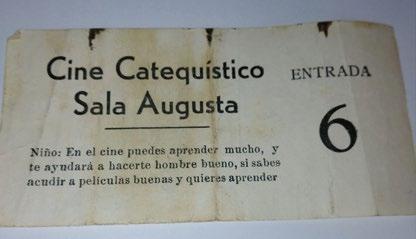 Cine Catequístico
Sala Augusta
ENTRADA
6
Niño: En el cine puedes aprender mucho, y
te ayudará a hacerte hombre bueno, si sabes
acudir a películas buenas y quieres aprender